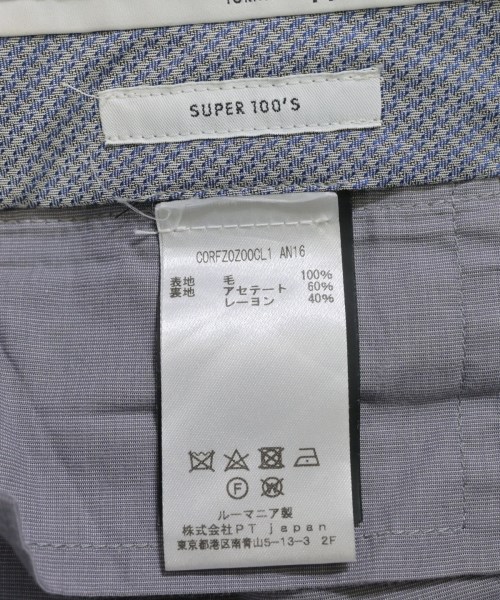 SUPER 100'S
CORFZ0Z00CL1 AN16
表地 毛 100%
裏地 アセテート 60%
レーヨン 40%
F W
ルーマニア製
株式会社PT japan
東京都港区南青山5-13-3 2F